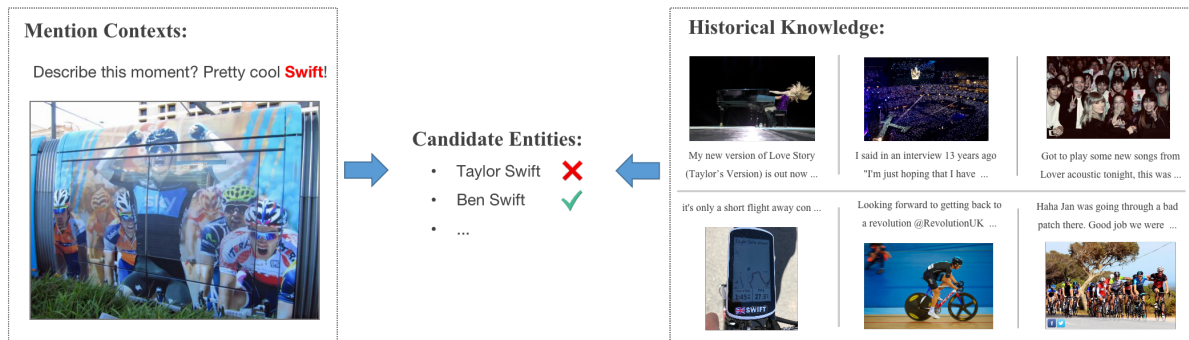 Mention Contexts:
Describe this moment? Pretty cool Swift!
SKY
Candidate Entities:
• Taylor Swift
• Ben Swift
• ...
Historical Knowledge:
My new version of Love Story
(Taylor's Version) is out now ...
I said in an interview 13 years ago
"I'm just hoping that I have ...
Got to play some new songs from
Lover acoustic tonight, this was ...
it's only a short flight away con ...
SWIFT
Looking forward to getting back to
a revolution @RevolutionUK ...
Haha Jan was going through a bad
patch there. Good job we were ...